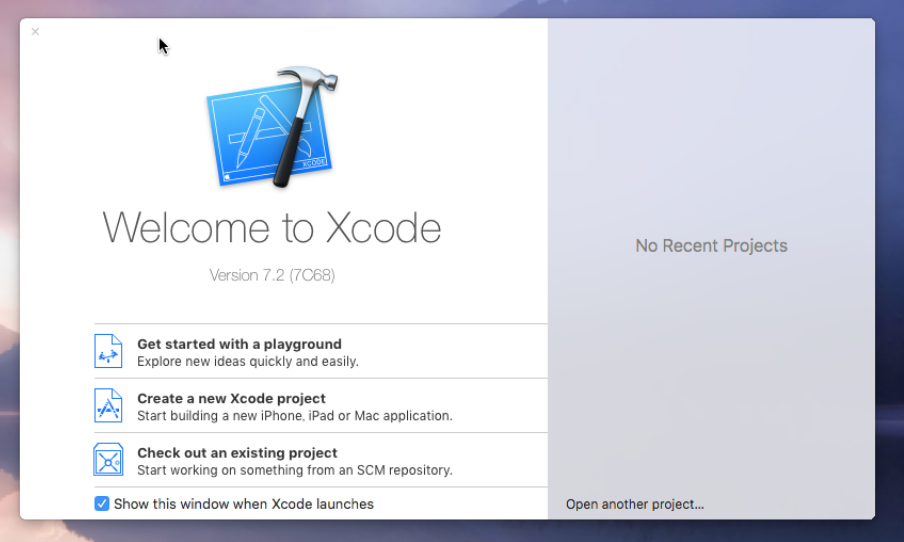 XCODE
Welcome to Xcode
Version 7.2 (7C68)
No Recent Projects
Get started with a playground
Explore new ideas quickly and easily.
Create a new Xcode project
Start building a new iPhone, iPad or Mac application.
Check out an existing project
Start working on something from an SCM repository.
Show this window when Xcode launches
Open another project...